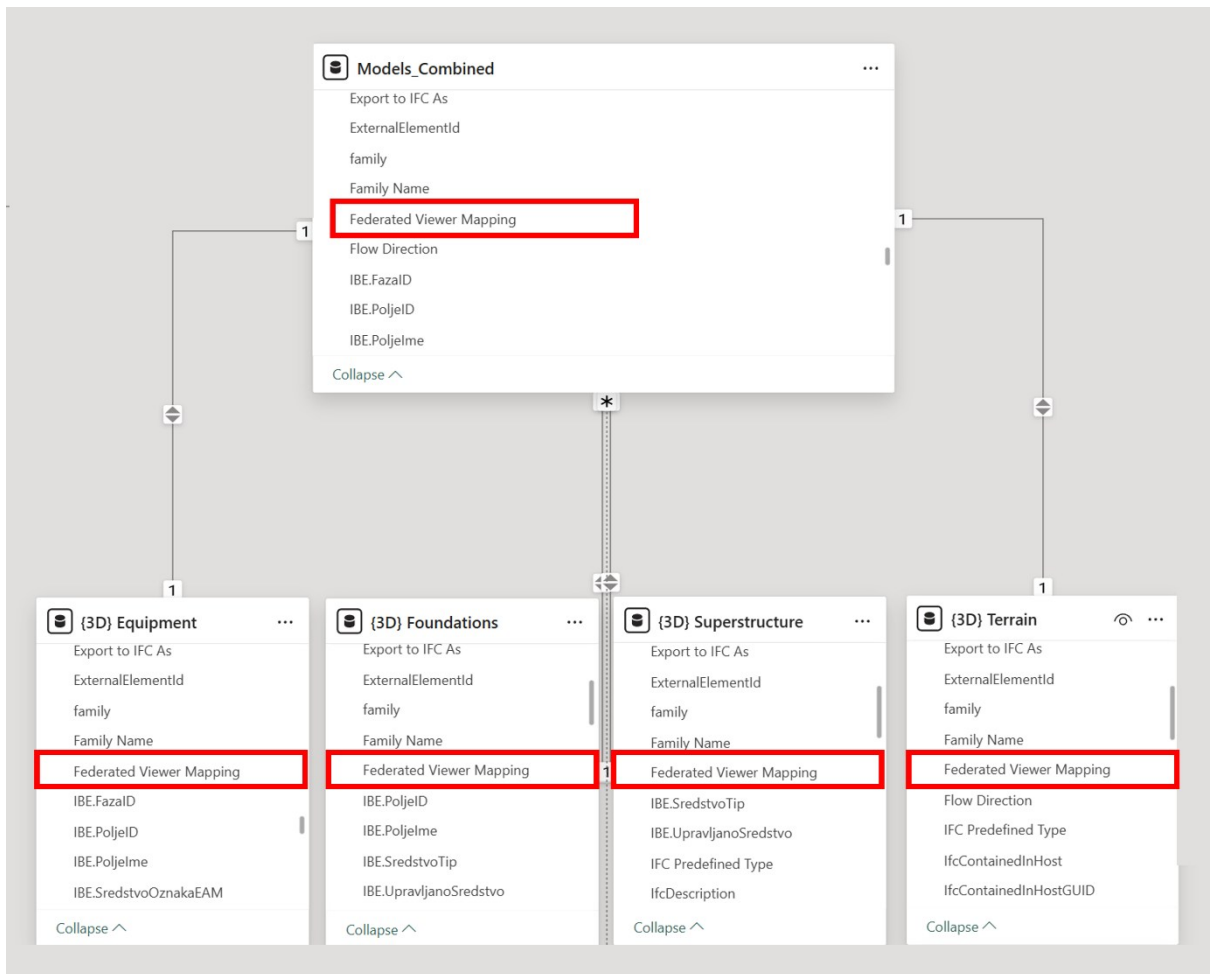 Models_Combined
Export to IFC As
ExternalElementId
family
Family Name
Federated Viewer Mapping
Flow Direction
IBE.FazaID
IBE.PoljeID
IBE.PoljeIme
Collapse
1
1
*
1
1
1
{3D} Equipment
Export to IFC As
ExternalElementId
family
Family Name
Federated Viewer Mapping
IBE.FazaID
IBE.PoljeID
IBE.PoljeIme
IBE.SredstvoOznakaEAM
Collapse
{3D} Foundations
Export to IFC As
ExternalElementId
family
Family Name
Federated Viewer Mapping
IBE.PoljeID
IBE.PoljeIme
IBE.SredstvoTip
IBE.UpravljanoSredstvo
Collapse
{3D} Superstructure
Export to IFC As
ExternalElementId
family
Family Name
Federated Viewer Mapping
IBE.SredstvoTip
IBE.UpravljanoSredstvo
IFC Predefined Type
IfcDescription
Collapse
{3D} Terrain
Export to IFC As
ExternalElementId
family
Family Name
Federated Viewer Mapping
Flow Direction
IFC Predefined Type
IfcContainedInHost
IfcContainedInHostGUID
Collapse